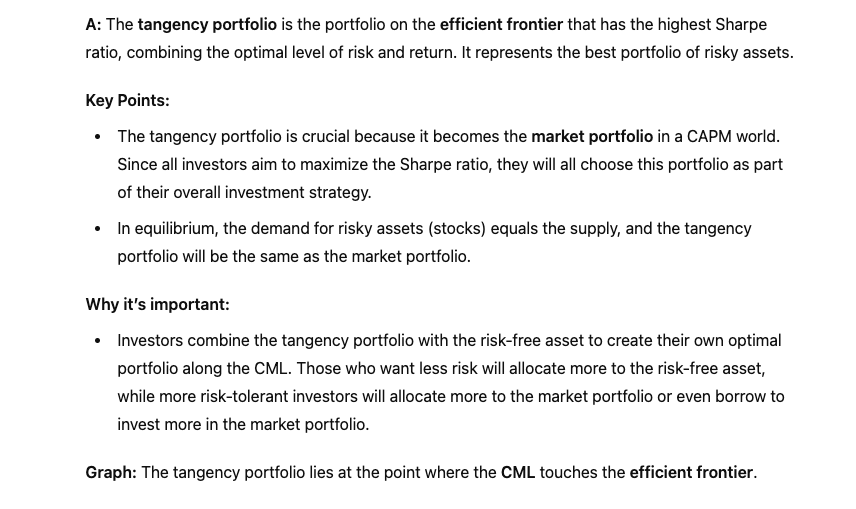 A: The tangency portfolio is the portfolio on the efficient frontier that has the highest Sharpe
ratio, combining the optimal level of risk and return. It represents the best portfolio of risky assets.
Key Points:
• The tangency portfolio is crucial because it becomes the market portfolio in a CAPM world.
Since all investors aim to maximize the Sharpe ratio, they will all choose this portfolio as part
of their overall investment strategy.
• In equilibrium, the demand for risky assets (stocks) equals the supply, and the tangency
portfolio will be the same as the market portfolio.
Why it's important:
• Investors combine the tangency portfolio with the risk-free asset to create their own optimal
portfolio along the CML. Those who want less risk will allocate more to the risk-free asset,
while more risk-tolerant investors will allocate more to the market portfolio or even borrow to
invest more in the market portfolio.
Graph: The tangency portfolio lies at the point where the CML touches the efficient frontier.